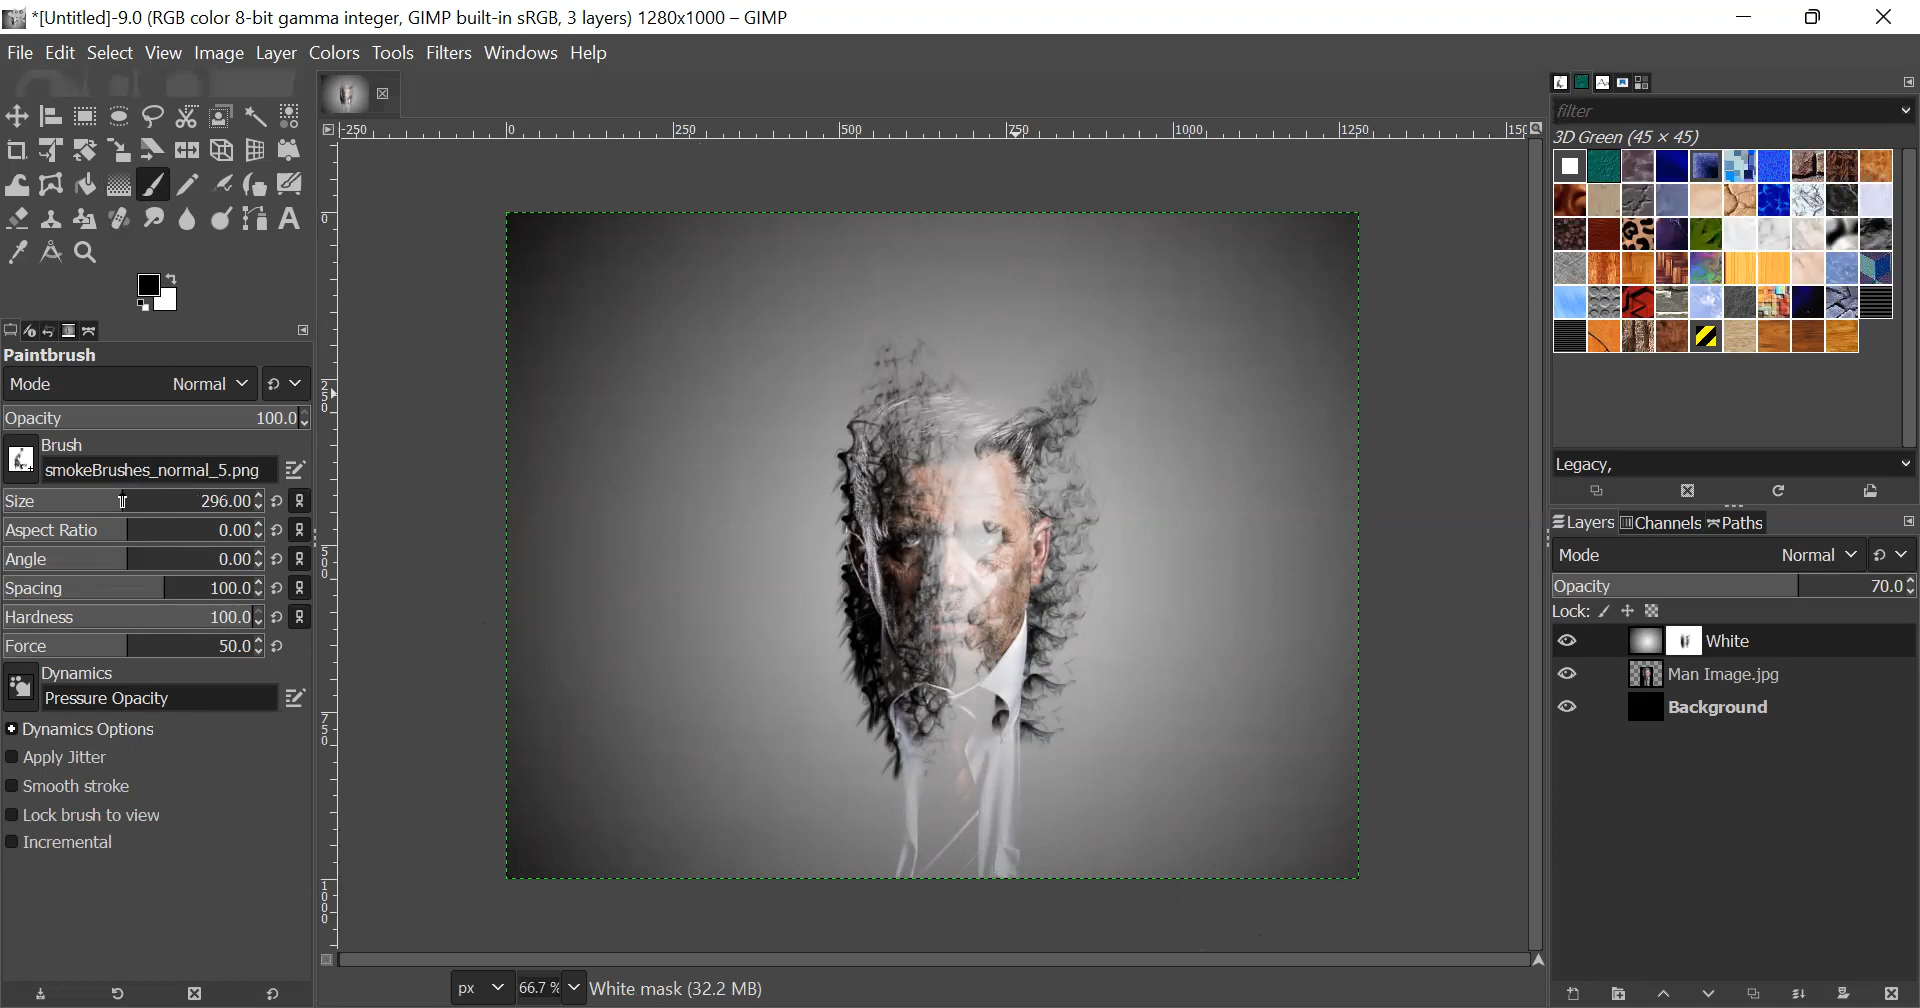 *[Untitled]-9.0 (RGB color 8-bit gamma integer, GIMP built-in sRGB, 3 layers) 1280x1000 – GIMP
File Edit Select View Image Layer Colors Tools Filters Windows Help
-250 0 250 500 750 1000 1250
0
250
500
750
1000
Paintbrush
Mode Normal
Opacity 100.0
Brush
smokeBrushes_normal_5.png
Size 296.00
Aspect Ratio 0.00
Angle 0.00
Spacing 100.0
Hardness 100.0
Force 50.0
Dynamics
Pressure Opacity
Dynamics Options
Apply Jitter
Smooth stroke
Lock brush to view
Incremental
px 66.7 % White mask (32.2 MB)
filter
3D Green (45 × 45)
Legacy,
Layers Channels Paths
Mode Normal
Opacity 70.0
Lock:
White
Man Image.jpg
Background